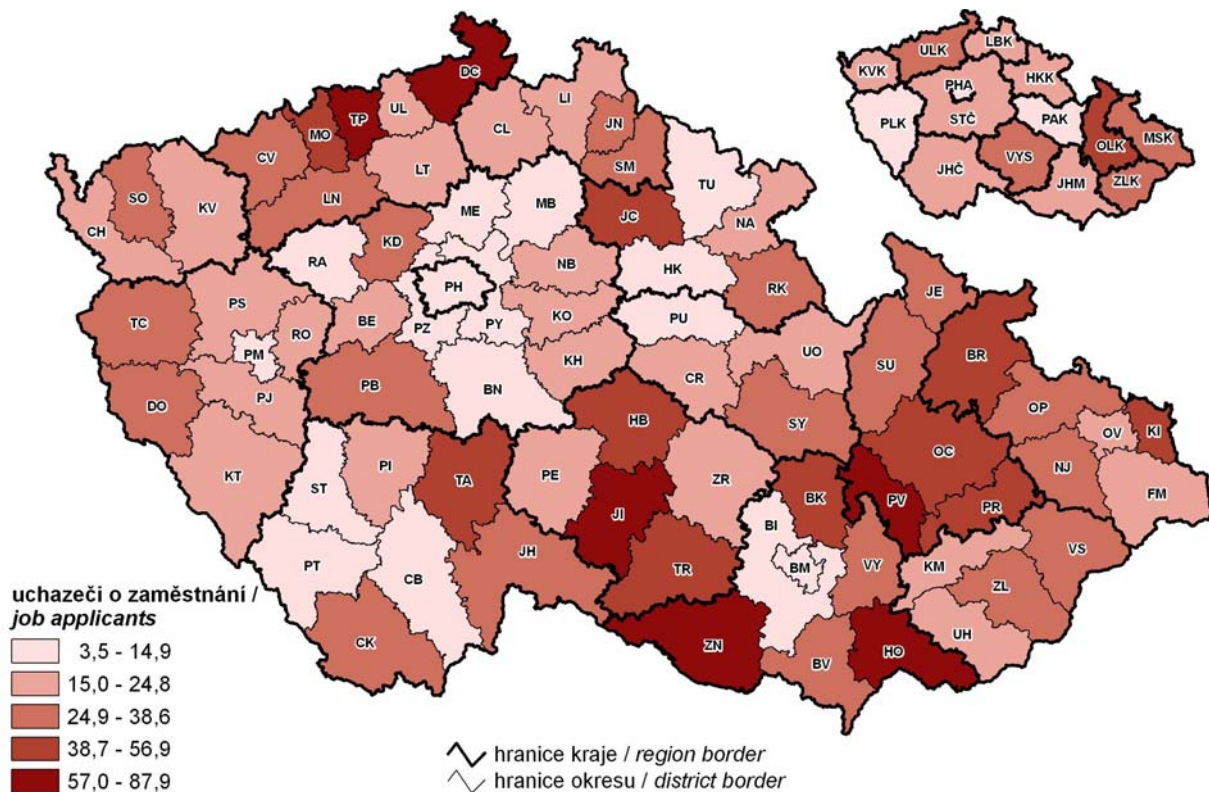 DC
TP
MO
UL
LI
JN
CL
CV
LT
SM
LN
SO
KV
CH
ME
MB
TU
JC
NA
RA
KD
PH
NB
HK
RK
TC
PS
RO
PM
BE
PZ
PY
KO
PU
UO
KH
PJ
DO
PB
BN
CR
SY
KT
ST
PI
TA
PE
HB
JI
ZR
PT
CB
JH
TR
CK
ZN
BI
BM
BK
PV
VY
BV
HO
JE
SU
BR
OP
OV
KI
OC
NJ
FM
PR
KM
VS
ZL
UH
ULK
LBK
KVK
HKK
PHA
STČ
PAK
PLK
MSK
OLK
VYS
JHČ
JHM
ZLK
uchazeči o zaměstnání /
job applicants
3,5 - 14,9
15,0 - 24,8
24,9 - 38,6
38,7 - 56,9
57,0 - 87,9
hranice kraje / region border
hranice okresu / district border